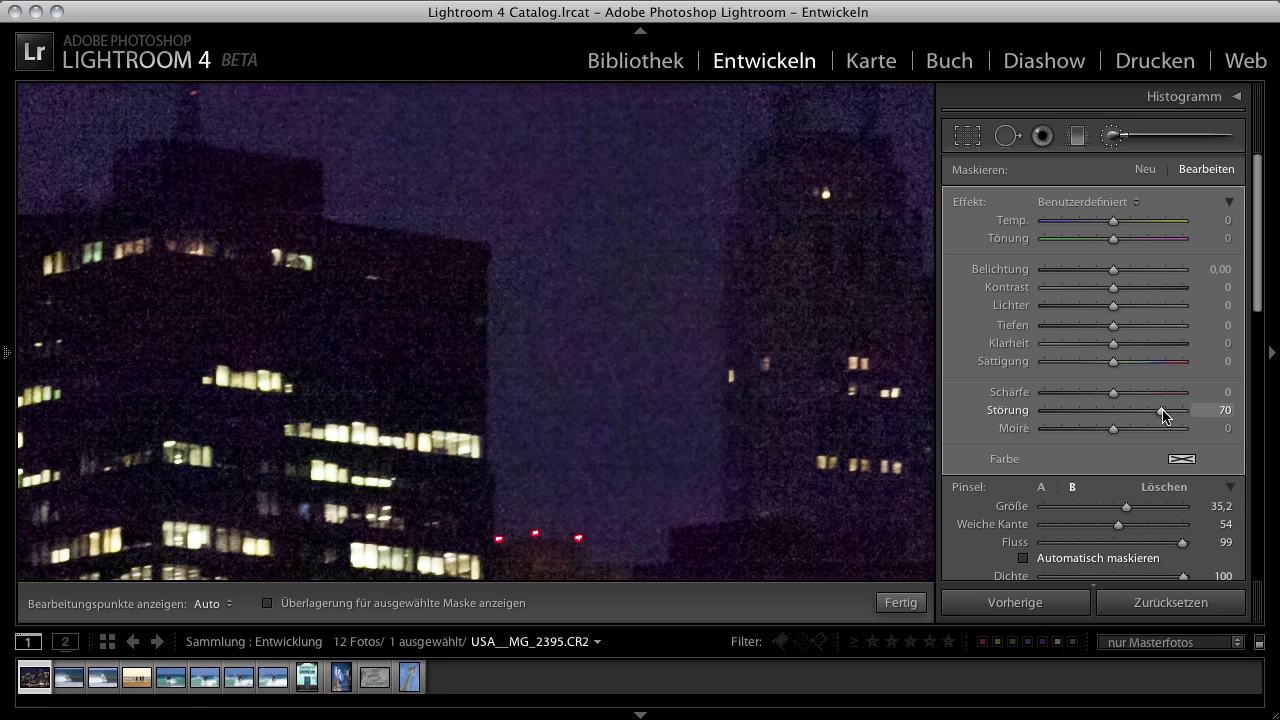 Lightroom 4 Catalog.lrcat – Adobe Photoshop Lightroom – Entwickeln
Lr
ADOBE PHOTOSHOP
LIGHTROOM 4 BETA
Bibliothek | Entwickeln | Karte | Buch | Diashow | Drucken | Web
Histogramm
Maskieren: Neu | Bearbeiten
Effekt: Benutzerdefiniert
Temp. 0
Tönung 0
Belichtung 0,00
Kontrast 0
Lichter 0
Tiefen 0
Klarheit 0
Sättigung 0
Schärfe 0
Störung 70
Moiré 0
Farbe
Pinsel: A | B Löschen
Größe 35,2
Weiche Kante 54
Fluss 99
Automatisch maskieren
Dichte 100
Bearbeitungspunkte anzeigen: Auto Überlagerung für ausgewählte Maske anzeigen Fertig
Vorherige Zurücksetzen
1 2 Sammlung : Entwicklung 12 Fotos/ 1 ausgewählt/ USA__MG_2395.CR2 Filter: ≥ nur Masterfotos